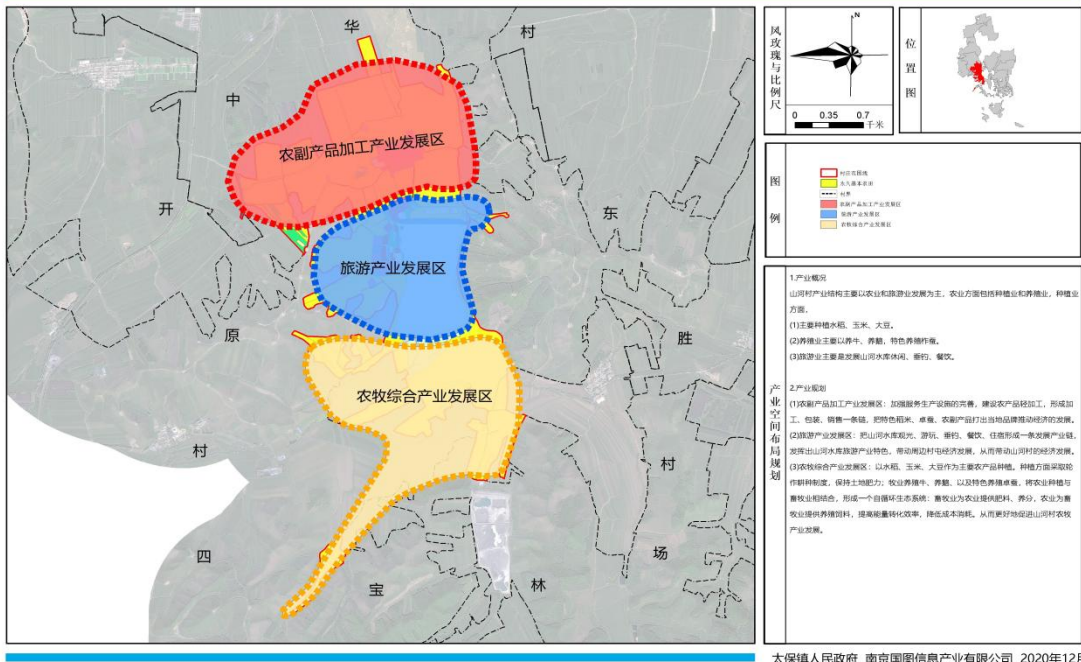 华
村
中
开
原
村
四
宝
林
东
胜
村
场
农副产品加工产业发展区
旅游产业发展区
农牧综合产业发展区
风玫瑰与比例尺
N
0 0.35 0.7
千米
位置图
图例
村庄范围线
永久基本农田
村界
农副产品加工产业发展区
旅游产业发展区
农牧综合产业发展区
产业空间布局规划
1.产业概况
山河村产业结构主要以农业和旅游业发展为主，农业方面包括种植业和养殖业，种植业
方面，
(1)主要种植水稻、玉米、大豆。
(2)养殖业主要以养牛、养鹅，特色养殖柞蚕。
(3)旅游业主要是发展山河水库休闲、垂钓、餐饮。
2.产业规划
(1)农副产品加工产业发展区：加强服务生产设施的完善，建设农产品轻加工，形成加
工、包装、销售一条链，把特色稻米、卓蚕、农副产品打出当地品牌推动经济的发展。
(2)旅游产业发展区：把山河水库观光、游玩、垂钓、餐饮、住宿形成一条发展产业链，
发挥出山河水库旅游产业特色，带动周边村屯经济发展，从而带动山河村的经济发展。
(3)农牧综合产业发展区：以水稻、玉米、大豆作为主要农产品种植。种植方面采取轮
作耕种制度，保持土地肥力；牧业养殖牛、养鹅、以及特色养殖卓蚕，将农业种植与
畜牧业相结合，形成一个自循环生态系统：畜牧业为农业提供肥料、养分，农业为畜
牧业提供养殖饲料，提高能量转化效率，降低成本消耗。从而更好地促进山河村农牧
产业发展。
太保镇人民政府 南京国图信息产业有限公司 2020年12月